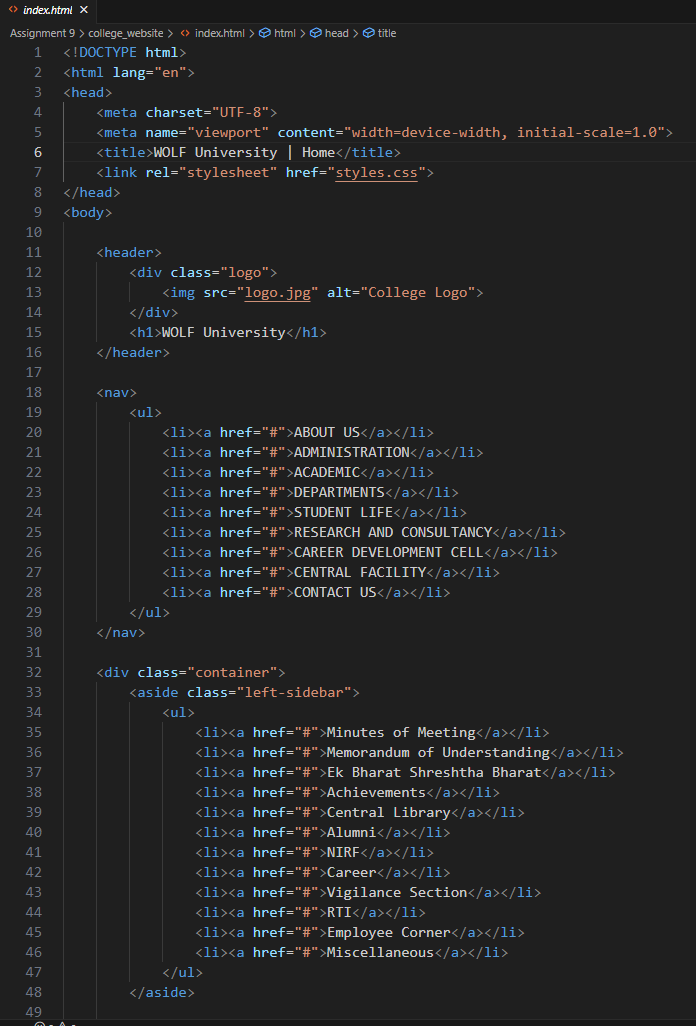 index.html ×
Assignment 9 > college_website > index.html > html > head > title
1 <!DOCTYPE html>
2 <html lang="en">
3 <head>
4     <meta charset="UTF-8">
5     <meta name="viewport" content="width=device-width, initial-scale=1.0">
6     <title>WOLF University | Home</title>
7     <link rel="stylesheet" href="styles.css">
8 </head>
9 <body>
10
11     <header>
12         <div class="logo">
13             <img src="logo.jpg" alt="College Logo">
14         </div>
15         <h1>WOLF University</h1>
16     </header>
17
18     <nav>
19         <ul>
20             <li><a href="#">ABOUT US</a></li>
21             <li><a href="#">ADMINISTRATION</a></li>
22             <li><a href="#">ACADEMIC</a></li>
23             <li><a href="#">DEPARTMENTS</a></li>
24             <li><a href="#">STUDENT LIFE</a></li>
25             <li><a href="#">RESEARCH AND CONSULTANCY</a></li>
26             <li><a href="#">CAREER DEVELOPMENT CELL</a></li>
27             <li><a href="#">CENTRAL FACILITY</a></li>
28             <li><a href="#">CONTACT US</a></li>
29         </ul>
30     </nav>
31
32     <div class="container">
33         <aside class="left-sidebar">
34             <ul>
35                 <li><a href="#">Minutes of Meeting</a></li>
36                 <li><a href="#">Memorandum of Understanding</a></li>
37                 <li><a href="#">Ek Bharat Shreshtha Bharat</a></li>
38                 <li><a href="#">Achievements</a></li>
39                 <li><a href="#">Central Library</a></li>
40                 <li><a href="#">Alumni</a></li>
41                 <li><a href="#">NIRF</a></li>
42                 <li><a href="#">Career</a></li>
43                 <li><a href="#">Vigilance Section</a></li>
44                 <li><a href="#">RTI</a></li>
45                 <li><a href="#">Employee Corner</a></li>
46                 <li><a href="#">Miscellaneous</a></li>
47             </ul>
48         </aside>
49